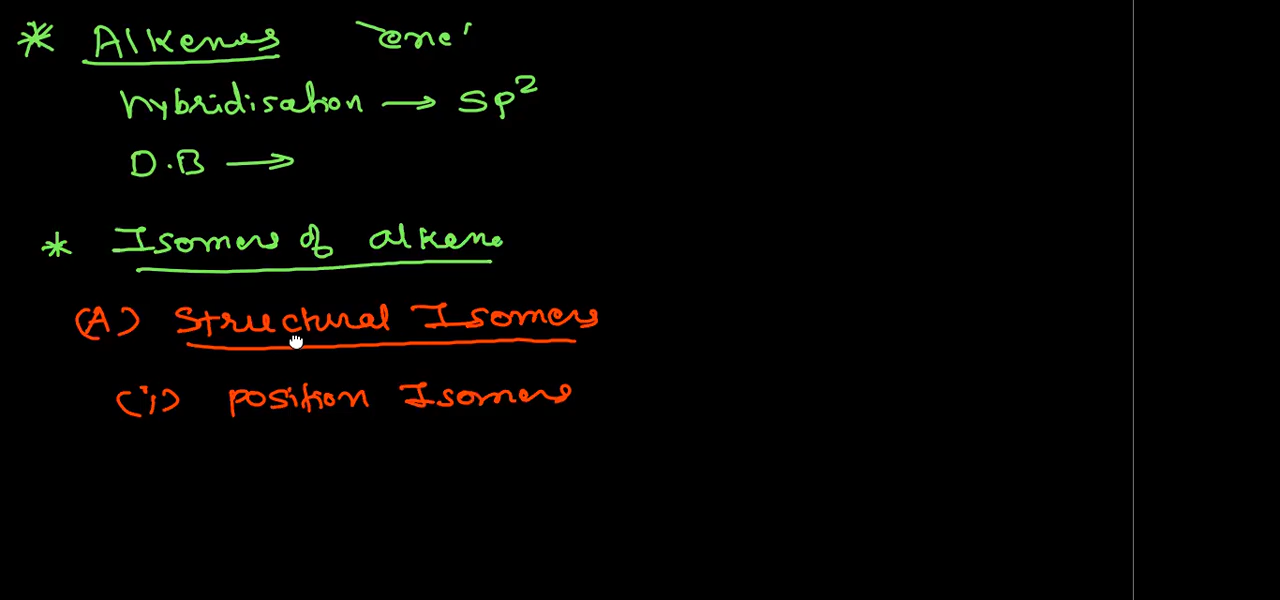 * Alkenes 'ene'
hybridisation → sp²
D.B →
* Isomers of alkene
(A) Structural Isomers
(i) position Isomers